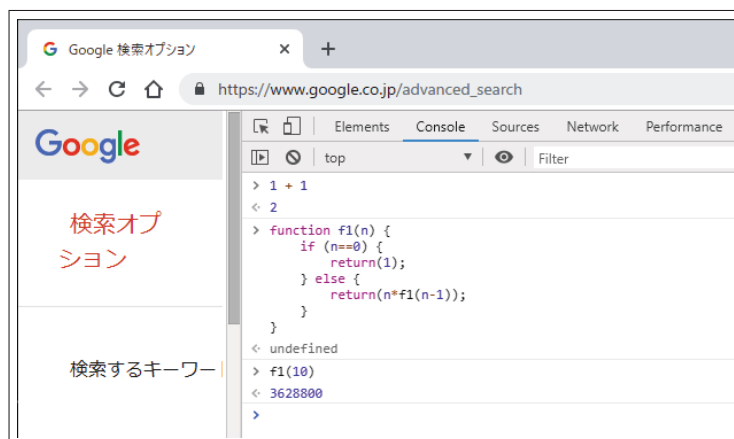 Google 検索オプション
https://www.google.co.jp/advanced_search
Google
検索オプ
ション
検索するキーワー
Elements Console Sources Network Performance
top Filter
> 1 + 1
< 2
> function f1(n) {
    if (n==0) {
        return(1);
    } else {
        return(n*f1(n-1));
    }
}
< undefined
> f1(10)
< 3628800
>